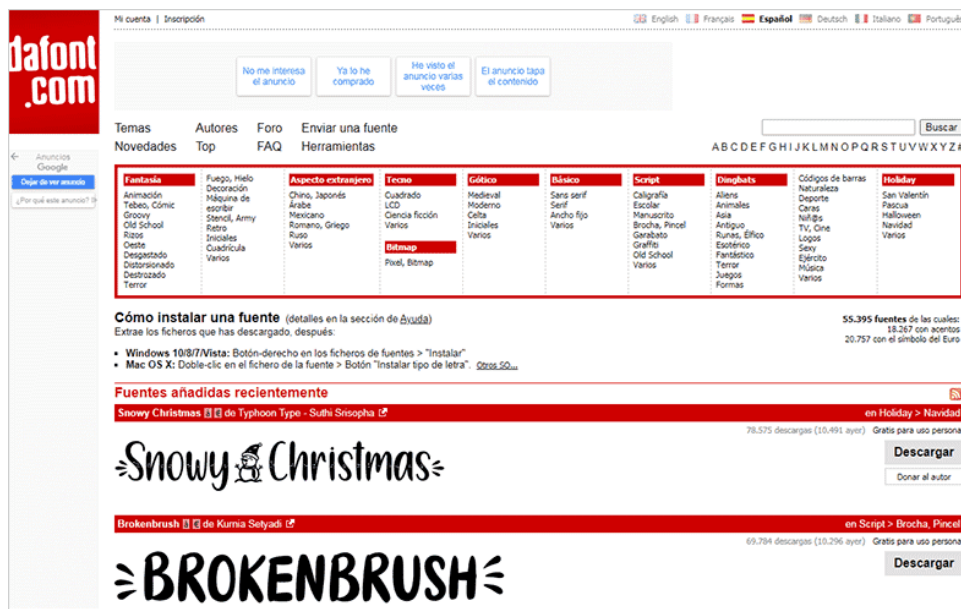 dafont
.com
Mi cuenta | Inscripción
English Français Español Deutsch Italiano Português
No me interesa
el anuncio
Ya lo he
comprado
He visto el
anuncio varias
veces
El anuncio tapa
el contenido
Anuncios
Google
Dejar de ver anuncio
¿Por qué este anuncio?
Temas Autores Foro Enviar una fuente
Novedades Top FAQ Herramientas
Buscar
A B C D E F G H I J K L M N O P Q R S T U V W X Y Z #
Fantasía
Animación
Tebeo, Cómic
Groovy
Old School
Rizos
Oeste
Desgastado
Distorsionado
Destrozado
Terror
Fuego, Hielo
Decoración
Máquina de
escribir
Stencil, Army
Retro
Iniciales
Cuadrícula
Varios
Aspecto extranjero
Chino, Japonés
Árabe
Mexicano
Romano, Griego
Ruso
Varios
Tecno
Cuadrado
LCD
Ciencia ficción
Varios
Bitmap
Pixel, Bitmap
Gótico
Medieval
Moderno
Celta
Iniciales
Varios
Básico
Sans serif
Serif
Ancho fijo
Varios
Script
Caligrafía
Escolar
Manuscrito
Brocha, Pincel
Garabato
Graffiti
Old School
Varios
Dingbats
Aliens
Animales
Asia
Antiguo
Runas, Élfico
Esotérico
Fantástico
Terror
Juegos
Formas
Códigos de barras
Naturaleza
Deporte
Caras
Niñ@s
TV, Cine
Logos
Sexy
Ejército
Música
Varios
Holiday
San Valentín
Pascua
Halloween
Navidad
Varios
Cómo instalar una fuente (detalles en la sección de Ayuda)
Extrae los ficheros que has descargado, después:
Windows 10/8/7/Vista: Botón-derecho en los ficheros de fuentes > "Instalar"
Mac OS X: Doble-clic en el fichero de la fuente > Botón "Instalar tipo de letra". Otros SO...
55.395 fuentes de las cuales:
18.267 con acentos
20.757 con el símbolo del Euro
Fuentes añadidas recientemente
Snowy Christmas à € de Typhoon Type - Suthi Srisopha en Holiday > Navidad
78.575 descargas (10.491 ayer) Gratis para uso persona
Snowy Christmas
Descargar
Donar al autor
Brokenbrush à € de Kurnia Setyadi en Script > Brocha, Pincel
69.784 descargas (10.296 ayer) Gratis para uso persona
BROKENBRUSH
Descargar